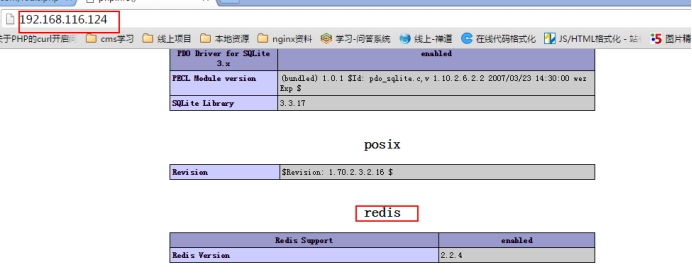 phpinfo()
192.168.116.124
关于PHP的curl开启 cms学习 线上项目 本地资源 nginx资料 学习-问答系统 线上-禅道 在线代码格式化 JS/HTML格式化 - 站 图片精
PDO Driver for SQLite 3.x enabled
PECL Module version (bundled) 1.0.1 $Id: pdo_sqlite.c,v 1.10.2.6.2.2 2007/03/23 14:30:00 wez Exp $
SQLite Library 3.3.17
posix
Revision $Revision: 1.70.2.3.2.16 $
redis
Redis Support enabled
Redis Version 2.2.4